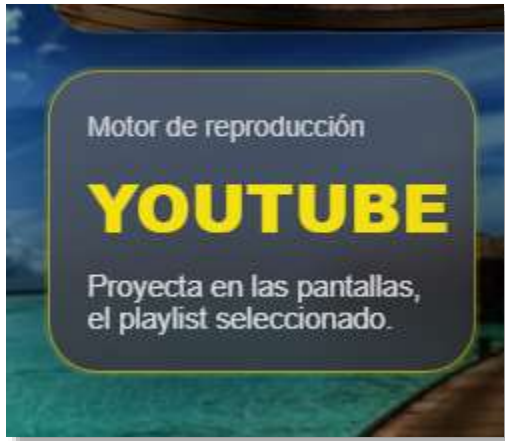 Motor de reproducción
YOUTUBE
Proyecta en las pantallas,
el playlist seleccionado.